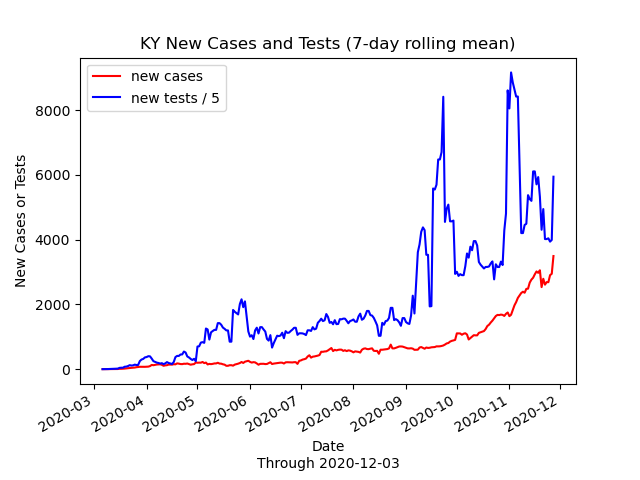 KY New Cases and Tests (7-day rolling mean)
new cases
new tests / 5
New Cases or Tests
8000
6000
4000
2000
0
2020-03
2020-04
2020-05
2020-06
2020-07
2020-08
2020-09
2020-10
2020-11
2020-12
Date
Through 2020-12-03